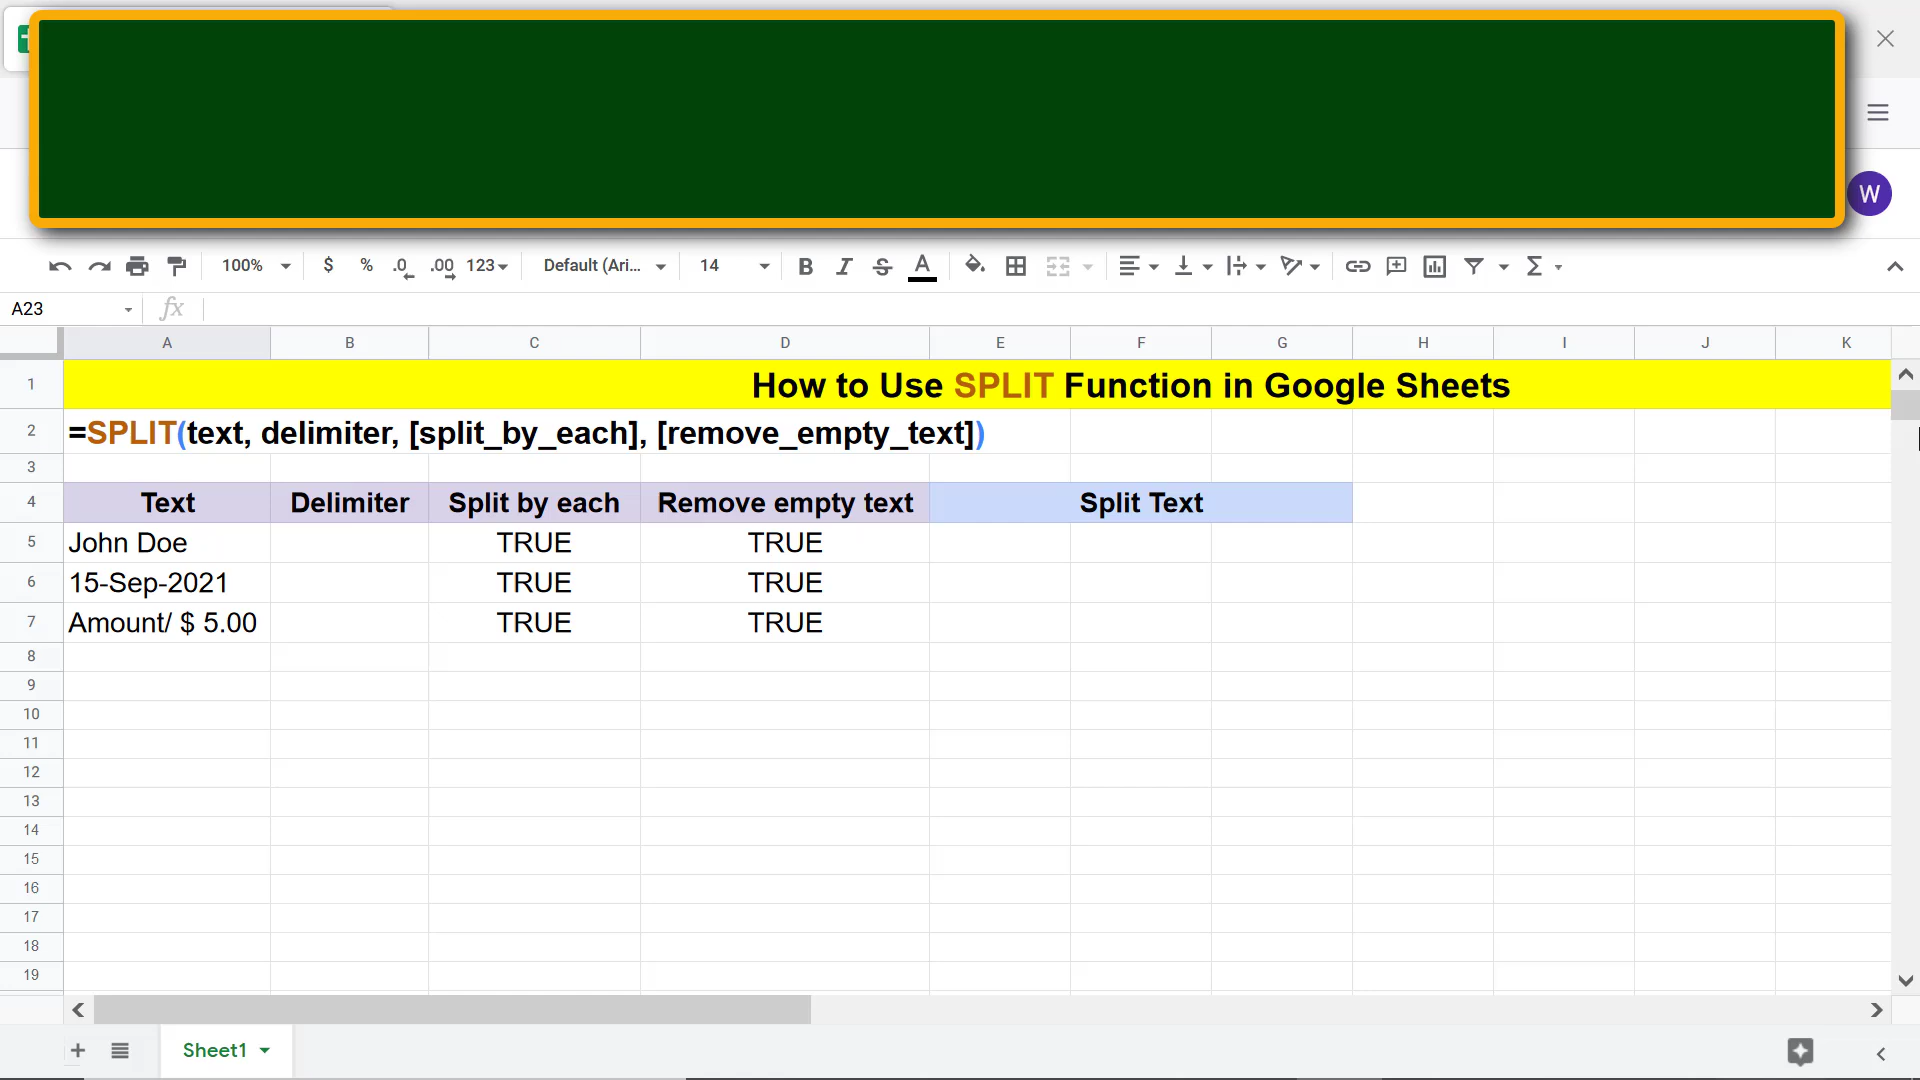 W
100% $ % .0 .00 123 Default (Ari... 14 B I S A Σ
A23 fx
A B C D E F G H I J K
1 How to Use SPLIT Function in Google Sheets
2 =SPLIT(text, delimiter, [split_by_each], [remove_empty_text])
3
4 Text Delimiter Split by each Remove empty text Split Text
5 John Doe TRUE TRUE
6 15-Sep-2021 TRUE TRUE
7 Amount/ $ 5.00 TRUE TRUE
8
9
10
11
12
13
14
15
16
17
18
19
Sheet1